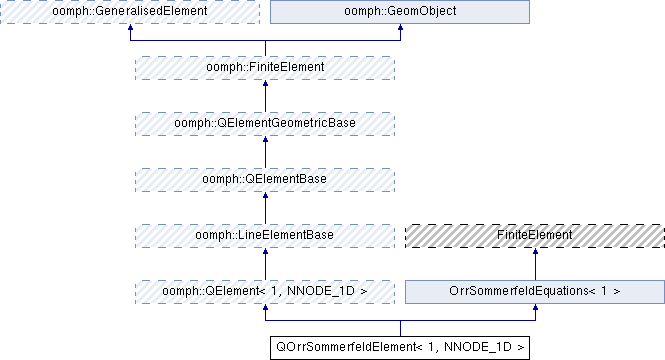 oomph::GeneralisedElement
oomph::GeomObject
oomph::FiniteElement
oomph::QElementGeometricBase
oomph::QElementBase
oomph::LineElementBase
FiniteElement
oomph::QElement< 1, NNODE_1D >
OrrSommerfeldEquations< 1 >
QOrrSommerfeldElement< 1, NNODE_1D >